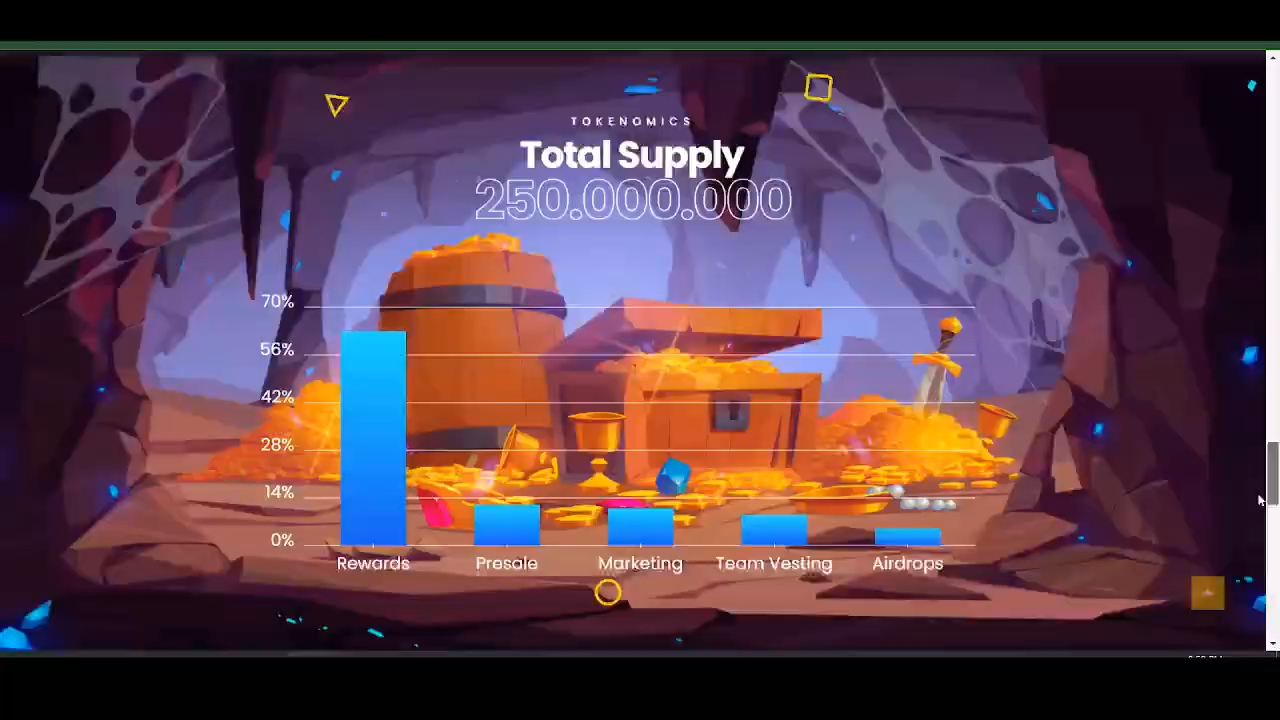 TOKENOMICS
Total Supply
250.000.000
70%
56%
42%
28%
14%
0%
Rewards Presale Marketing Team Vesting Airdrops